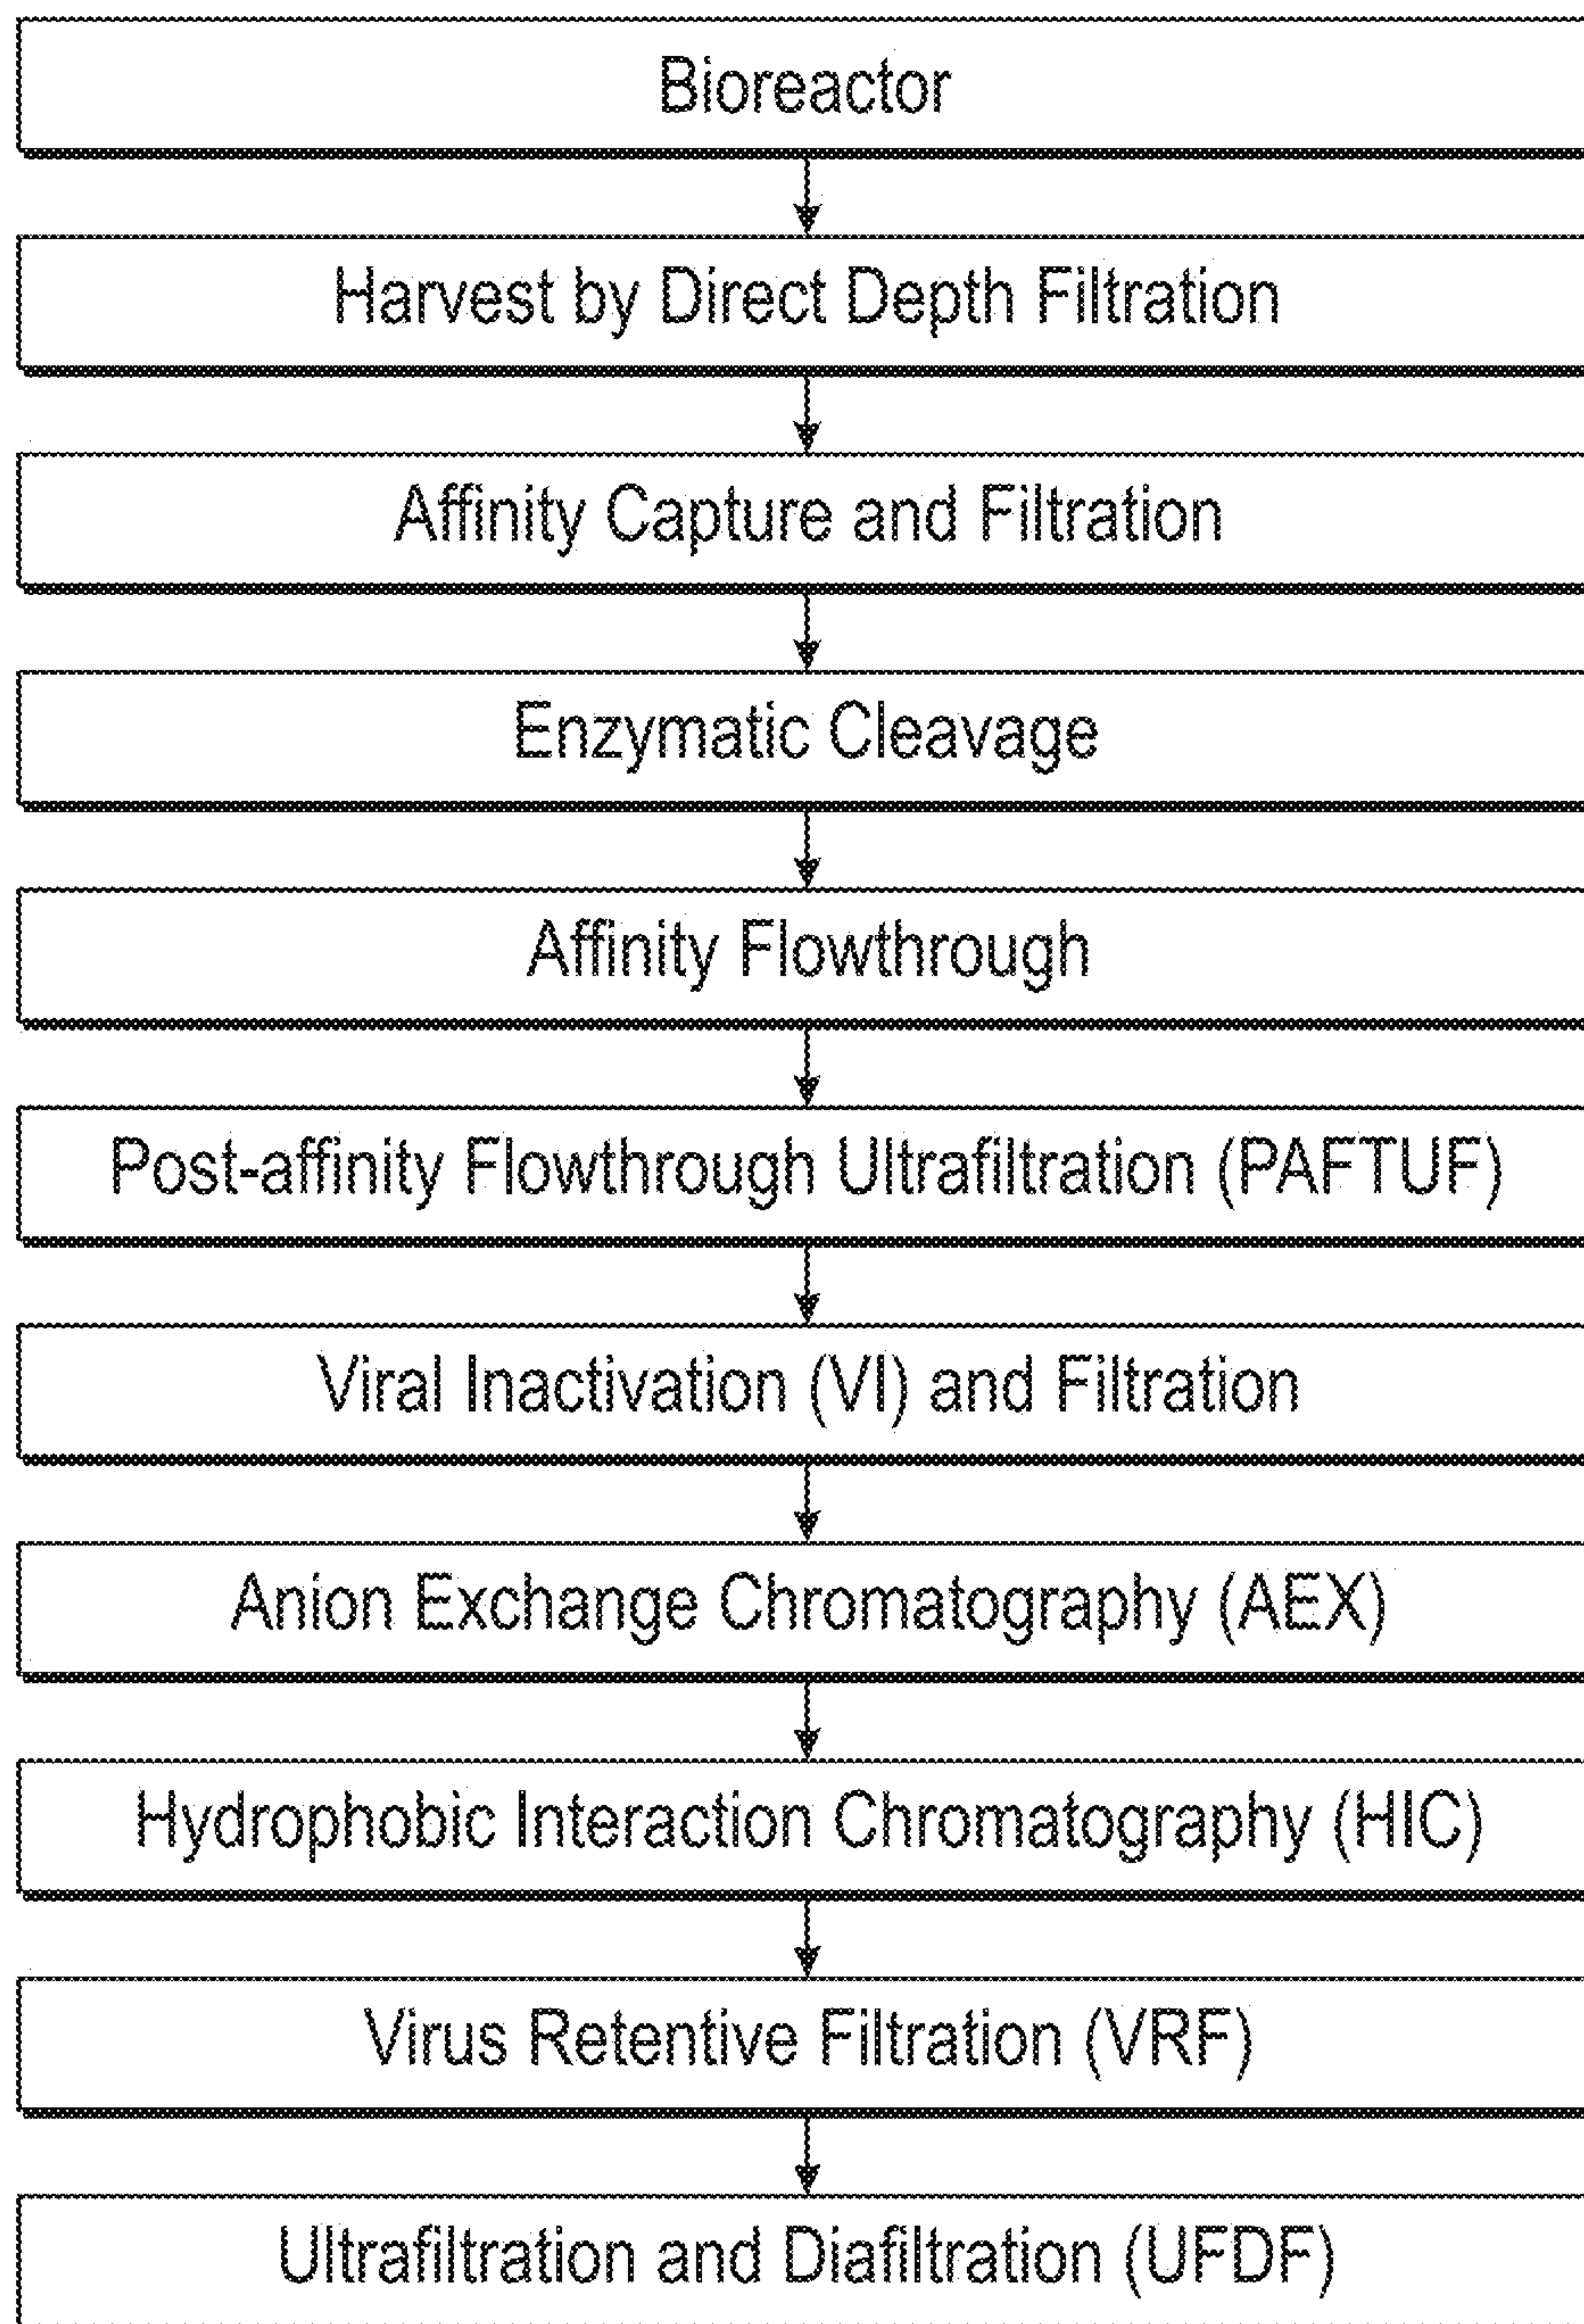 Bioreactor
Harvest by Direct Depth Filtration
Affinity Capture and Filtration
Enzymatic Cleavage
Affinity Flowthrough
Post-affinity Flowthrough Ultrafiltration (PAFTUF)
Viral Inactivation (VI) and Filtration
Anion Exchange Chromatography (AEX)
Hydrophobic Interaction Chromatography (HIC)
Virus Retentive Filtration (VRF)
Ultrafiltration and Diafiltration (UFDF)